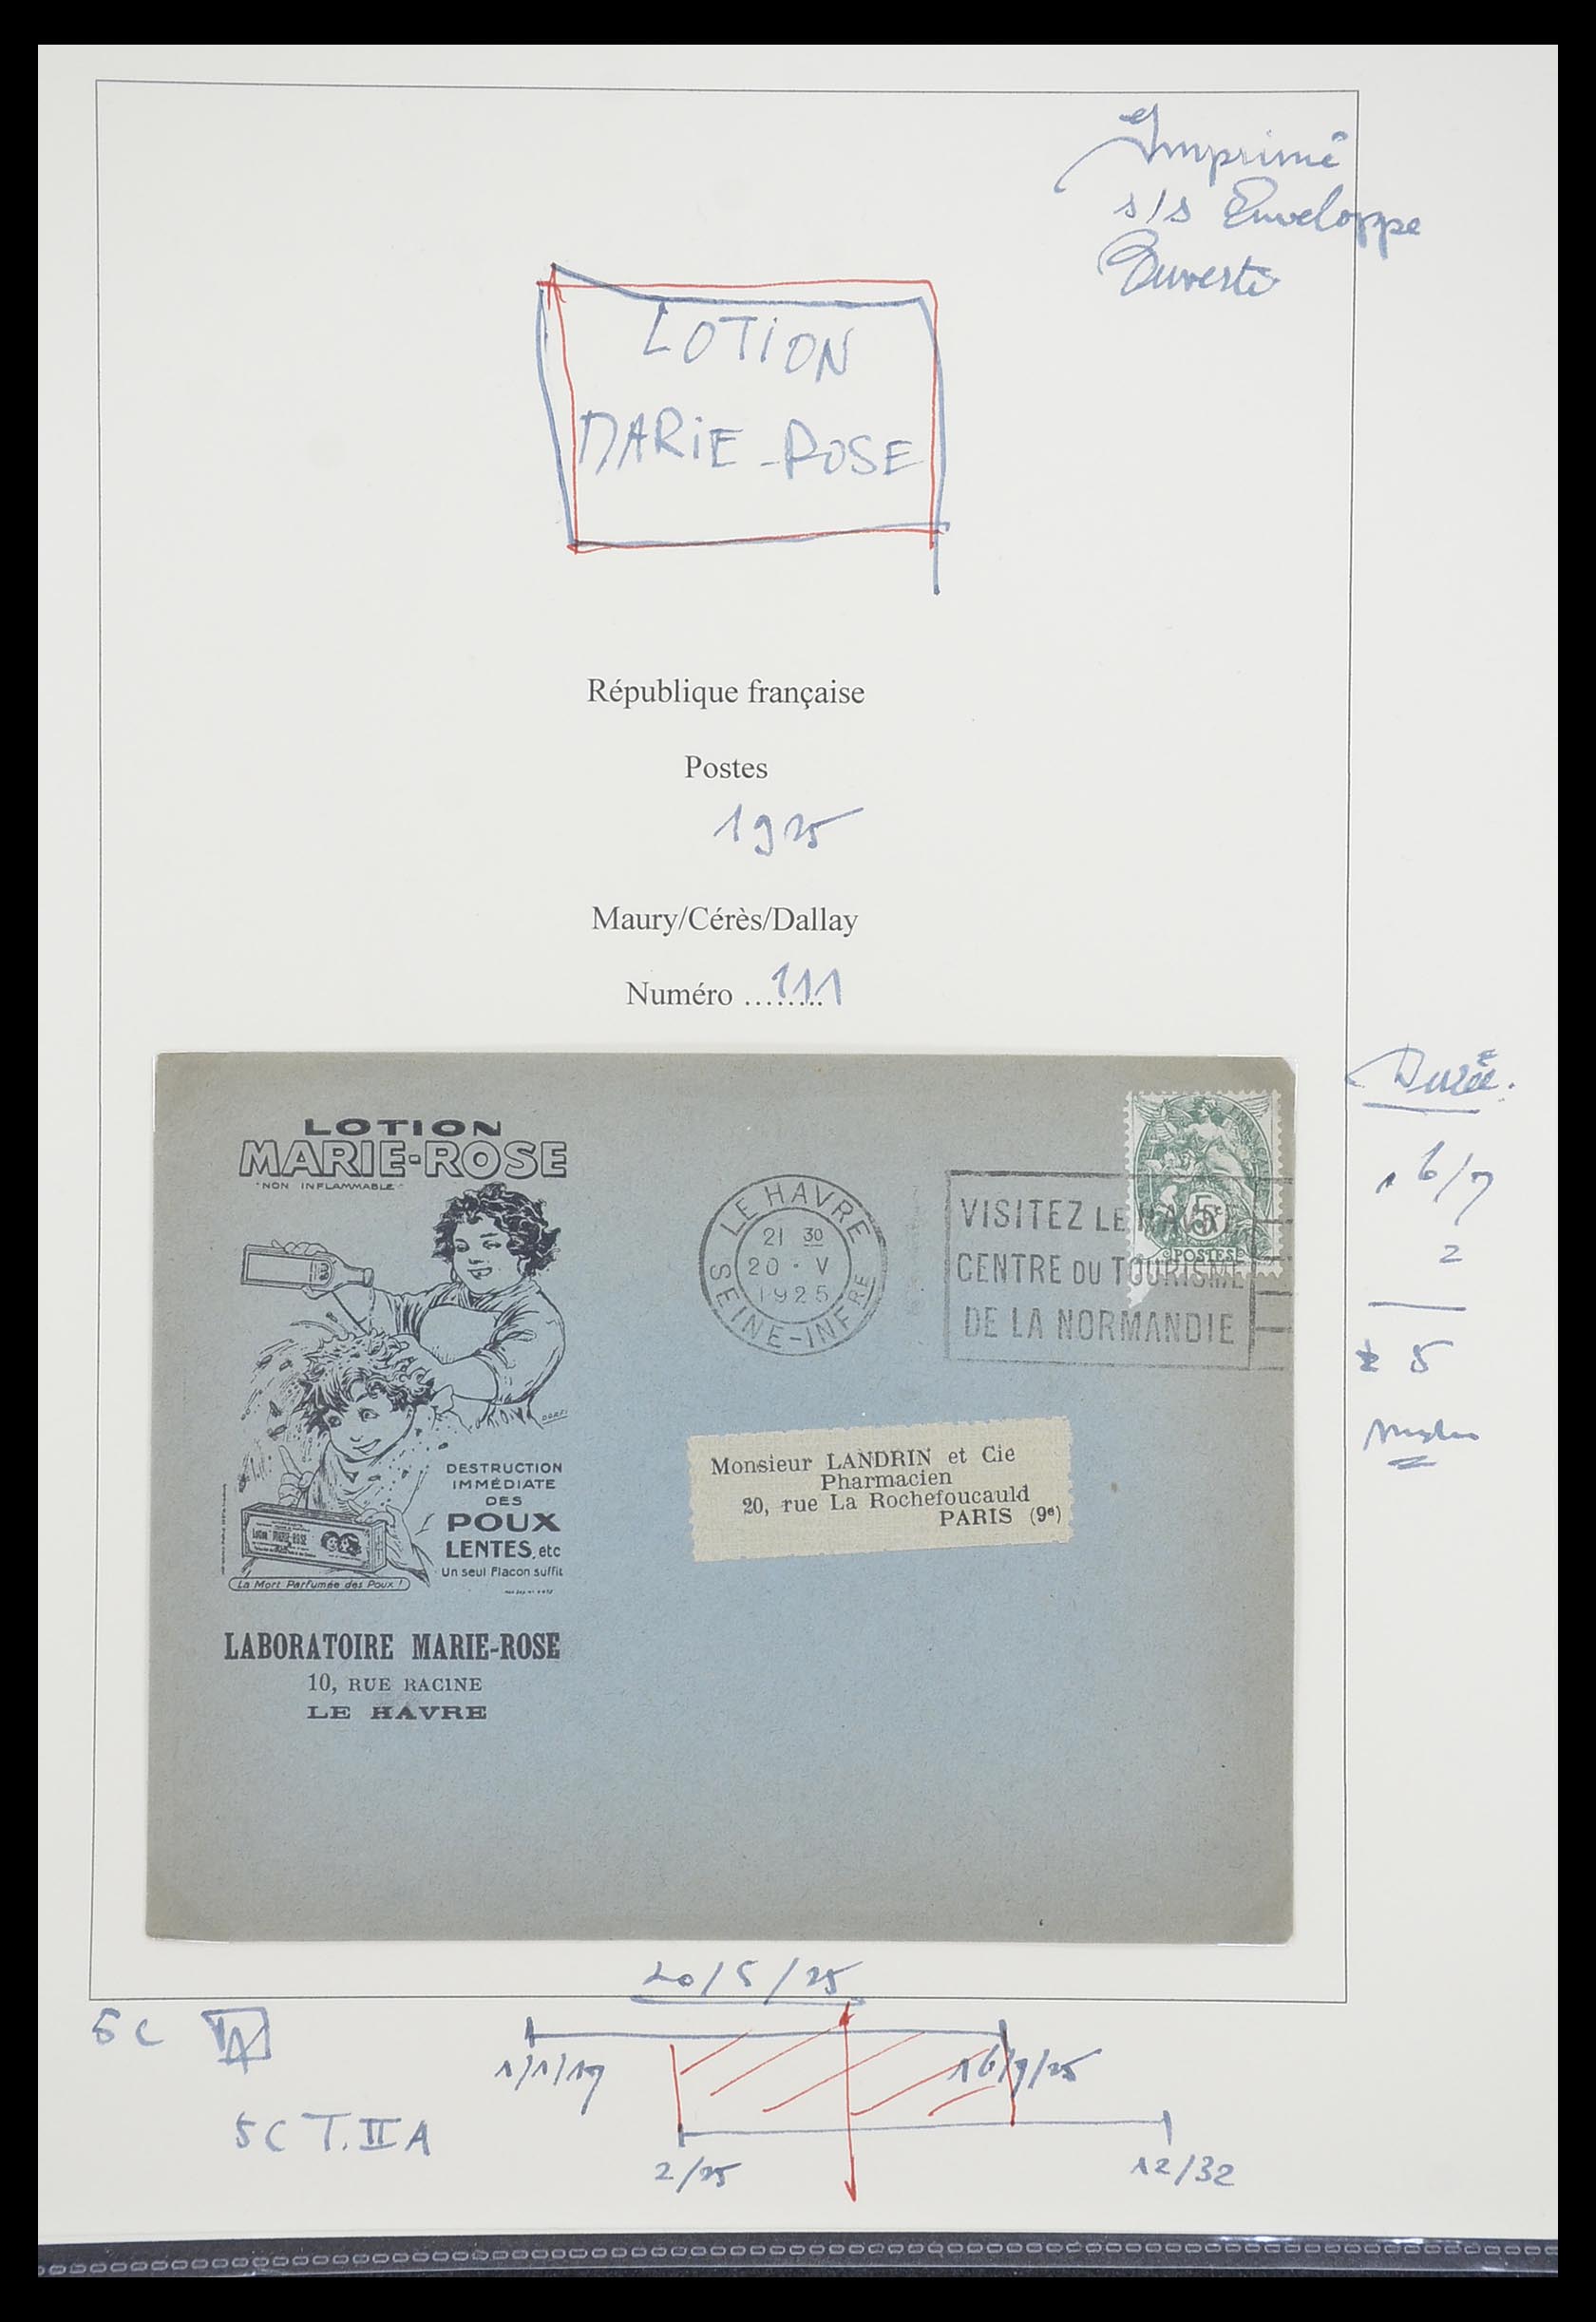 Imprimé
s/s Enveloppe
Ouverte
LOTION
MARIE-ROSE
République française
Postes
1925
Maury/Cérès/Dallay
Numéro ........111
LOTION
MARIE-ROSE
"NON INFLAMMABLE"
DESTRUCTION
IMMÉDIATE
DES
POUX
LENTES, etc
Un seul Flacon suffit
La Mort Parfumée des Poux !
LABORATOIRE MARIE-ROSE
10, RUE RACINE
LE HAVRE
LE HAVRE
21 30
20 · V
1925
SEINE-INFRE
VISITEZ LE HAVRE
CENTRE DU TOURISME
DE LA NORMANDIE
5c
POSTES
Monsieur LANDRIN et Cie
Pharmacien
20, rue La Rochefoucauld
PARIS (9e)
Durée.
16/7
2
5
20/5/25
5C
1/1/17
16/7/25
5C T.IIA
2/25
12/32